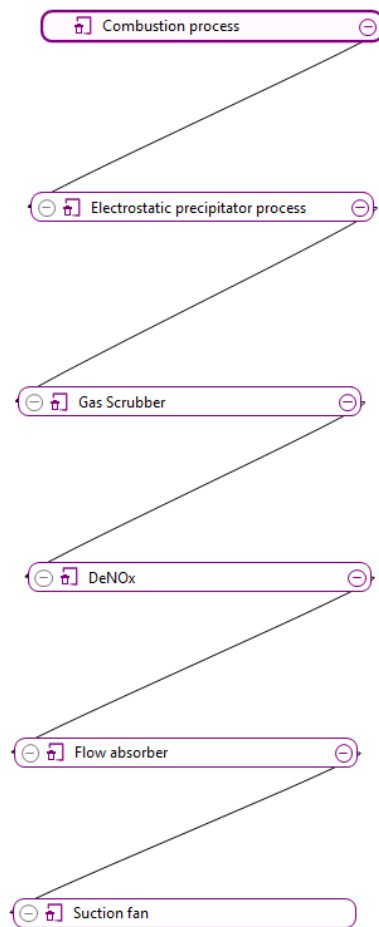 Combustion process
Electrostatic precipitator process
Gas Scrubber
DeNOx
Flow absorber
Suction fan